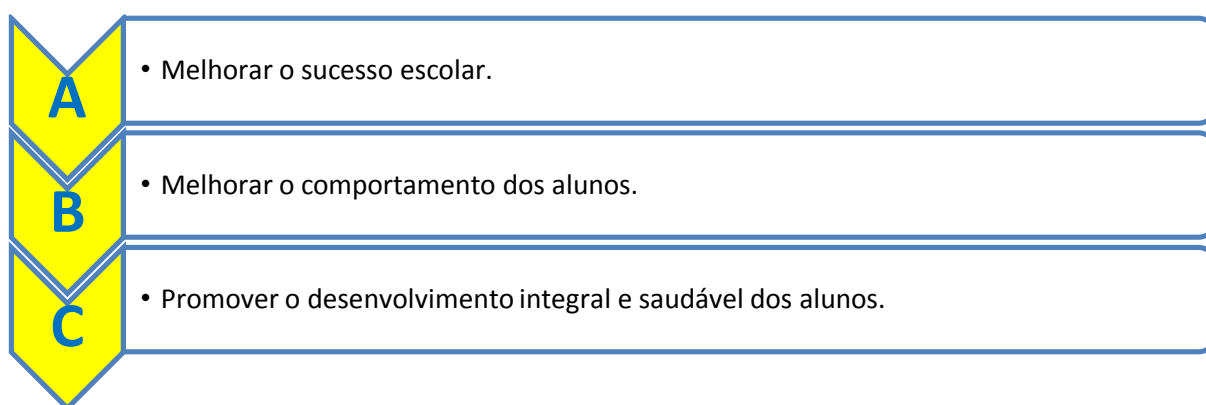 A
• Melhorar o sucesso escolar.
B
• Melhorar o comportamento dos alunos.
C
• Promover o desenvolvimento integral e saudável dos alunos.